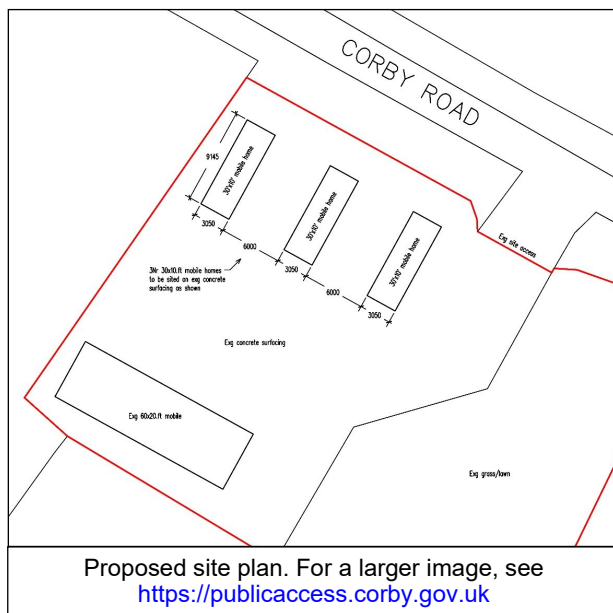 CORBY ROAD
9145
30'x10' mobile home
30'x10' mobile home
30'x10' mobile home
Exg site access
3050
6000
3050
6000
3050
3Nr 30x10.ft mobile homes
to be sited on exg concrete
surfacing as shown
Exg concrete surfacing
Exg 60x20.ft mobile
Exg grass/lawn
Proposed site plan. For a larger image, see
https://publicaccess.corby.gov.uk